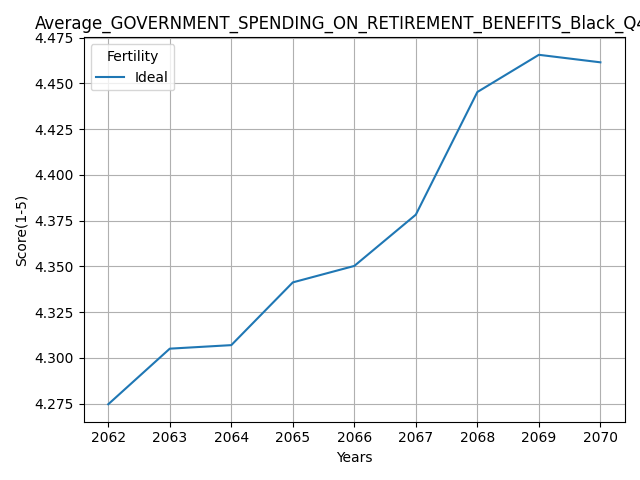 Average_GOVERNMENT_SPENDING_ON_RETIREMENT_BENEFITS_Black_Q4
Fertility
Ideal
Score(1-5)
4.475
4.450
4.425
4.400
4.375
4.350
4.325
4.300
4.275
2062 2063 2064 2065 2066 2067 2068 2069 2070
Years